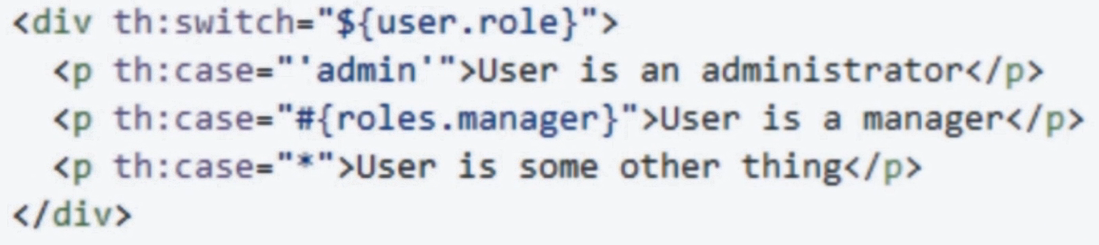 <div th:switch="${user.role}">
  <p th:case="'admin'">User is an administrator</p>
  <p th:case="#{roles.manager}">User is a manager</p>
  <p th:case="*">User is some other thing</p>
</div>